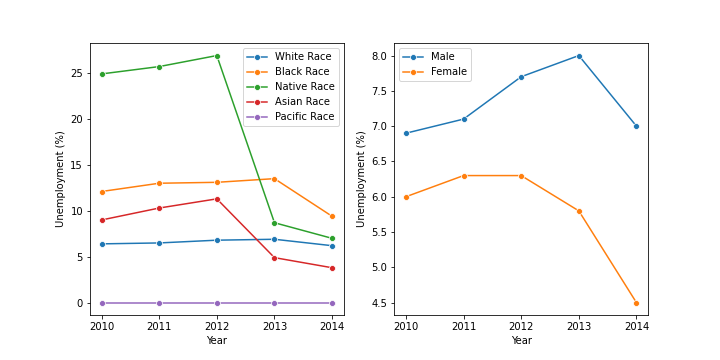 White Race
Black Race
Native Race
Asian Race
Pacific Race
Unemployment (%)
25
20
15
10
5
0
2010 2011 2012 2013 2014
Year
Male
Female
Unemployment (%)
8.0
7.5
7.0
6.5
6.0
5.5
5.0
4.5
2010 2011 2012 2013 2014
Year